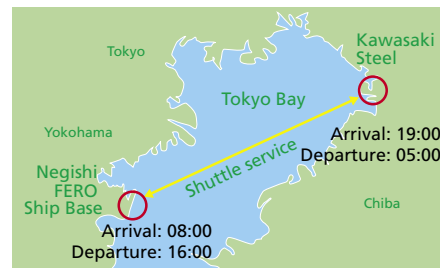 Kawasaki
Steel
Tokyo
Tokyo Bay
Arrival: 19:00
Departure: 05:00
Yokohama
Shuttle service
Negishi
FERO
Ship Base
Chiba
Arrival: 08:00
Departure: 16:00